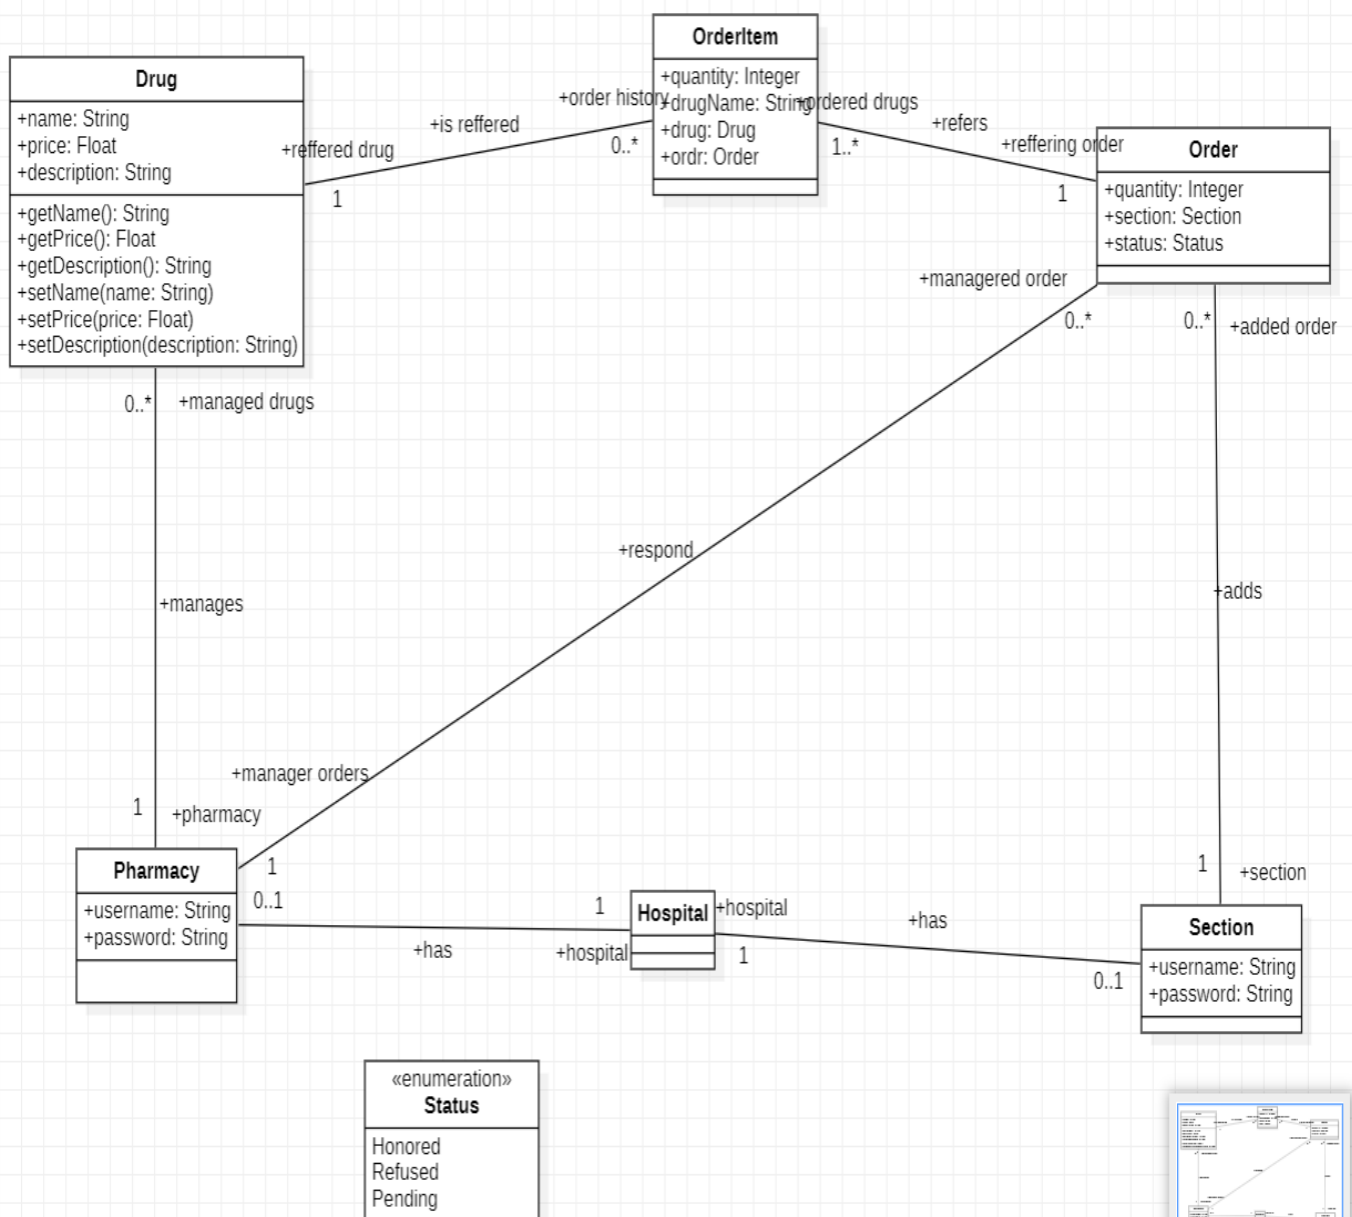 OrderItem
+quantity: Integer
+drugName: String
+drug: Drug
+ordr: Order
Drug
+name: String
+price: Float
+description: String
+getName(): String
+getPrice(): Float
+getDescription(): String
+setName(name: String)
+setPrice(price: Float)
+setDescription(description: String)
+reffered drug
1
+is reffered
+order history
0..*
+ordered drugs
1..*
+refers
+reffering order
1
Order
+quantity: Integer
+section: Section
+status: Status
+managered order
0..*
0..*
+added order
0..*
+managed drugs
+respond
+adds
+manages
+manager orders
1
+pharmacy
1
1
+section
Pharmacy
+username: String
+password: String
0..1
+has
1
+hospital
Hospital
+hospital
1
+has
0..1
Section
+username: String
+password: String
«enumeration»
Status
Honored
Refused
Pending